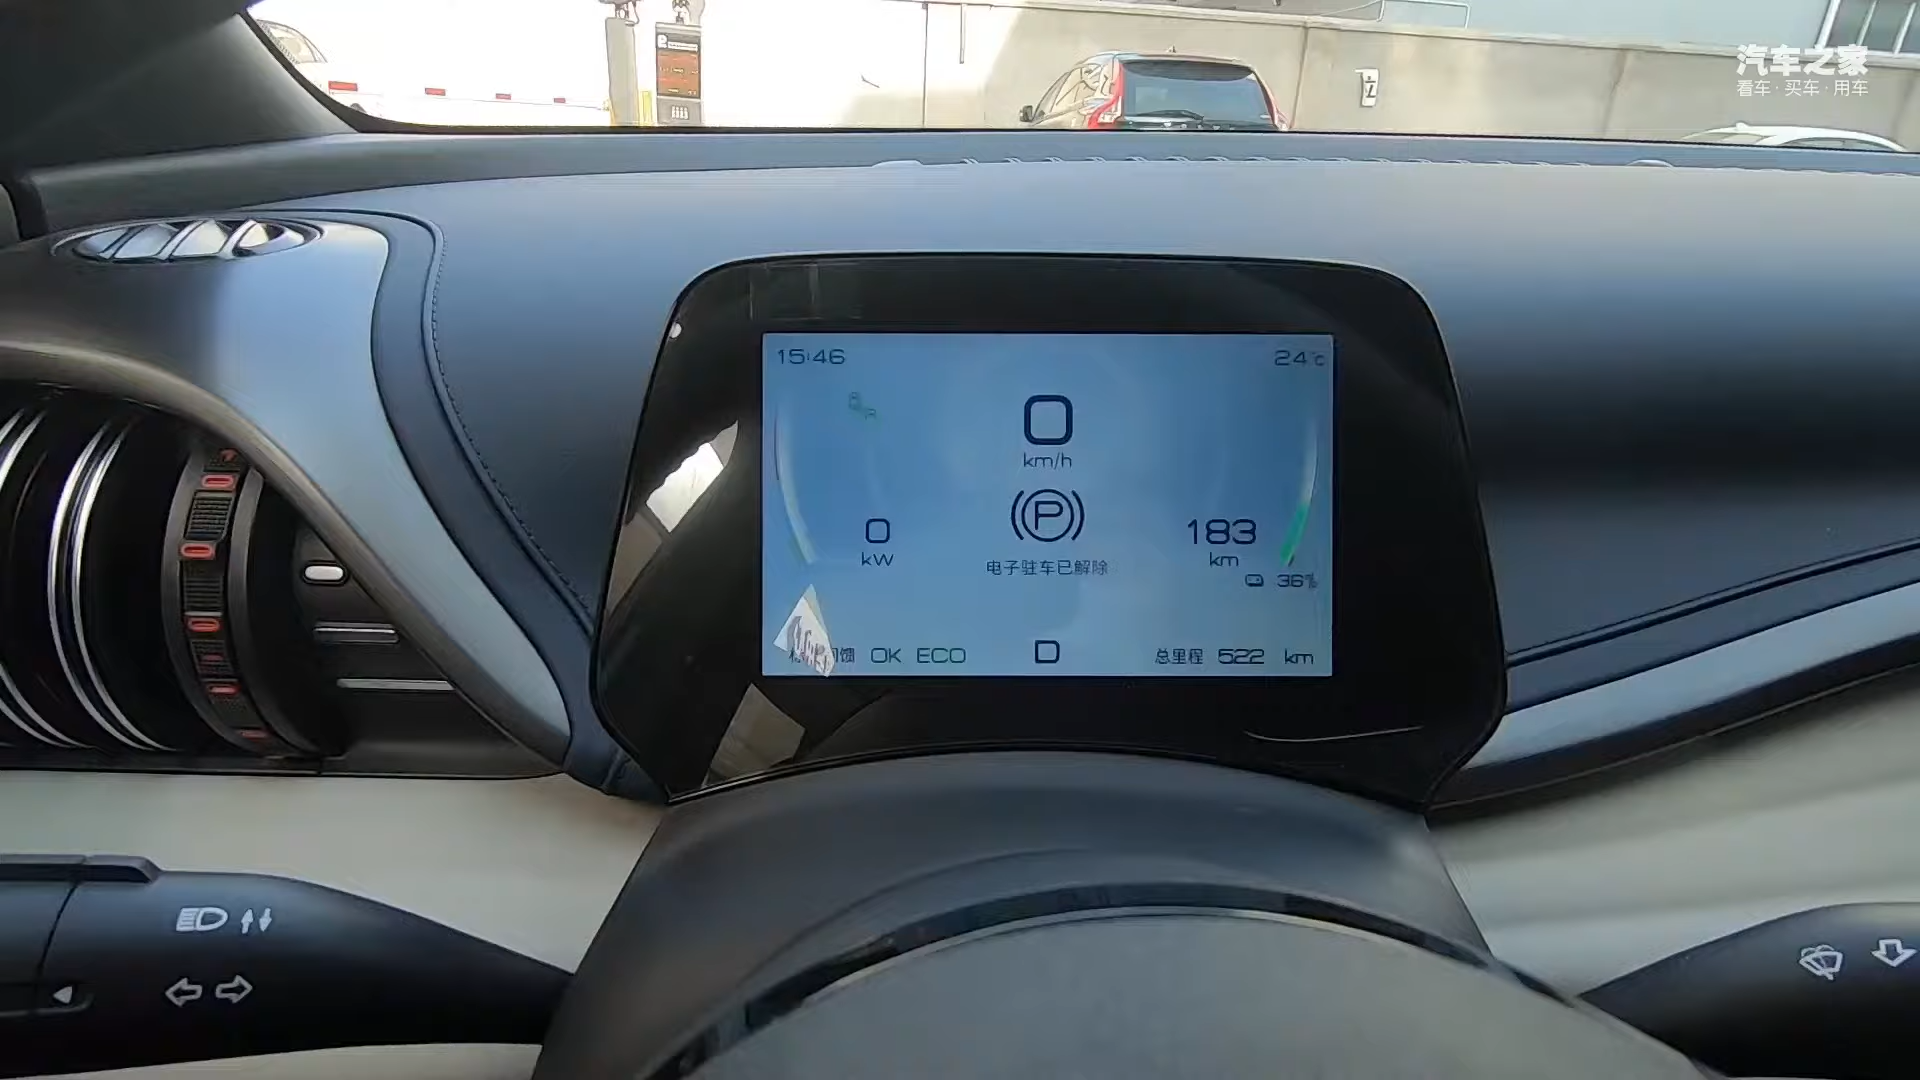 汽车之家
看车·买车·用车
15:46
24℃
0
km/h
P
0
kW
183
km
电子驻车已解除
36%
馈 OK ECO
D
总里程 522 km